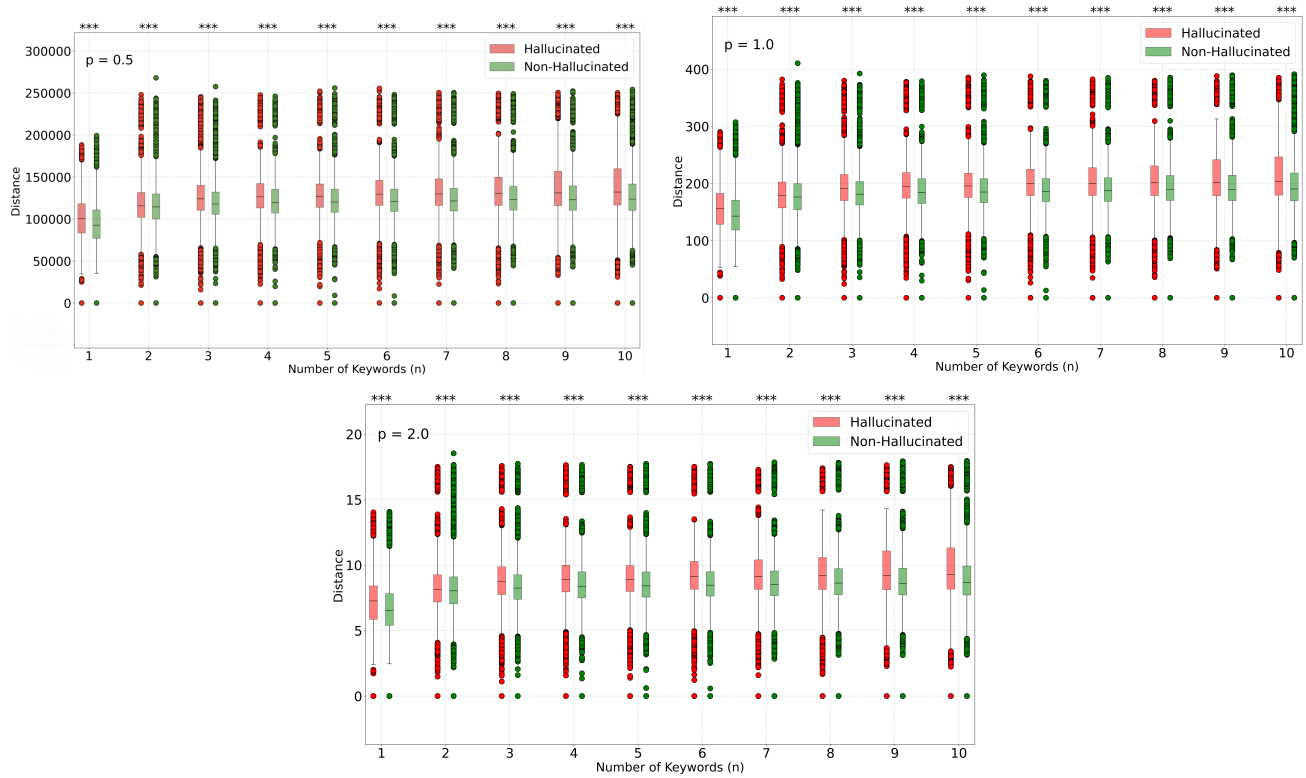 *** *** *** *** *** *** *** *** *** ***
p = 0.5
Hallucinated
Non-Hallucinated
300000
250000
200000
150000
100000
50000
0
Distance
1 2 3 4 5 6 7 8 9 10
Number of Keywords (n)
*** *** *** *** *** *** *** *** *** ***
p = 1.0
Hallucinated
Non-Hallucinated
400
300
200
100
0
Distance
1 2 3 4 5 6 7 8 9 10
Number of Keywords (n)
*** *** *** *** *** *** *** *** *** ***
p = 2.0
Hallucinated
Non-Hallucinated
20
15
10
5
0
Distance
1 2 3 4 5 6 7 8 9 10
Number of Keywords (n)